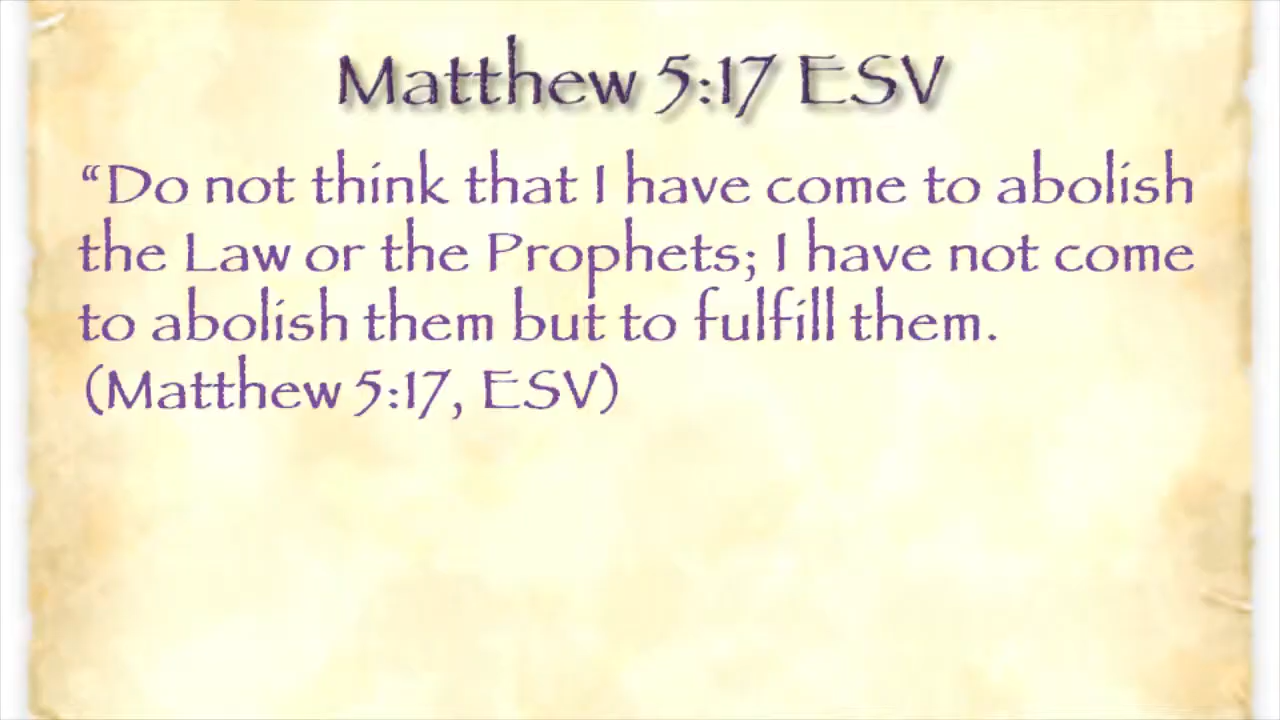 Matthew 5:17 ESV
“Do not think that I have come to abolish
the Law or the Prophets; I have not come
to abolish them but to fulfill them.
(Matthew 5:17, ESV)